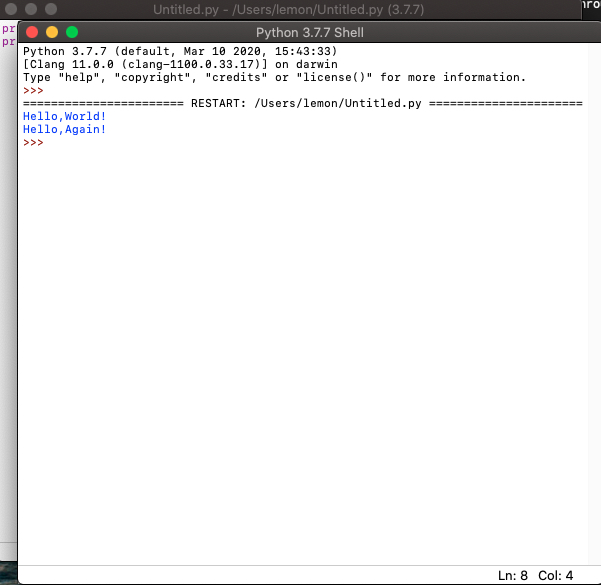 Untitled.py - /Users/lemon/Untitled.py (3.7.7)
pr
pr
Python 3.7.7 Shell
Python 3.7.7 (default, Mar 10 2020, 15:43:33)
[Clang 11.0.0 (clang-1100.0.33.17)] on darwin
Type "help", "copyright", "credits" or "license()" for more information.
>>>
======================= RESTART: /Users/lemon/Untitled.py ======================
Hello,World!
Hello,Again!
>>>
Ln: 8 Col: 4